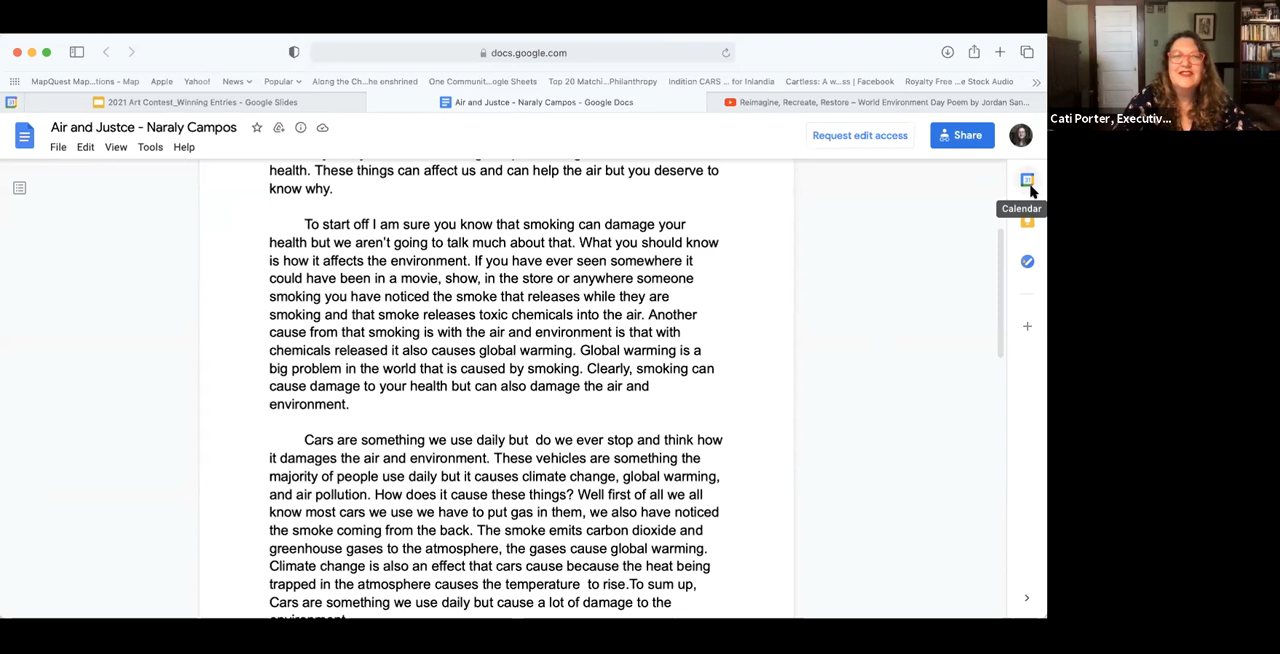 docs.google.com
MapQuest Map...tions - Map Apple Yahoo! News Popular Along the Ch...he enshrined One Communit...ogle Sheets Top 20 Matchi...Philanthropy Indition CARS ... for Inlandia Cartless: A w...ss | Facebook Royalty Free ...e Stock Audio
2021 Art Contest_Winning Entries - Google Slides
Air and Justce - Naraly Campos - Google Docs
Reimagine, Recreate, Restore – World Environment Day Poem by Jordan San...
Cati Porter, Executiv...
Air and Justce - Naraly Campos
Request edit access
Share
File Edit View Tools Help
health. These things can affect us and can help the air but you deserve to
know why.
To start off I am sure you know that smoking can damage your
health but we aren't going to talk much about that. What you should know
is how it affects the environment. If you have ever seen somewhere it
could have been in a movie, show, in the store or anywhere someone
smoking you have noticed the smoke that releases while they are
smoking and that smoke releases toxic chemicals into the air. Another
cause from that smoking is with the air and environment is that with
chemicals released it also causes global warming. Global warming is a
big problem in the world that is caused by smoking. Clearly, smoking can
cause damage to your health but can also damage the air and
environment.
Cars are something we use daily but do we ever stop and think how
it damages the air and environment. These vehicles are something the
majority of people use daily but it causes climate change, global warming,
and air pollution. How does it cause these things? Well first of all we all
know most cars we use we have to put gas in them, we also have noticed
the smoke coming from the back. The smoke emits carbon dioxide and
greenhouse gases to the atmosphere, the gases cause global warming.
Climate change is also an effect that cars cause because the heat being
trapped in the atmosphere causes the temperature to rise.To sum up,
Cars are something we use daily but cause a lot of damage to the
Calendar